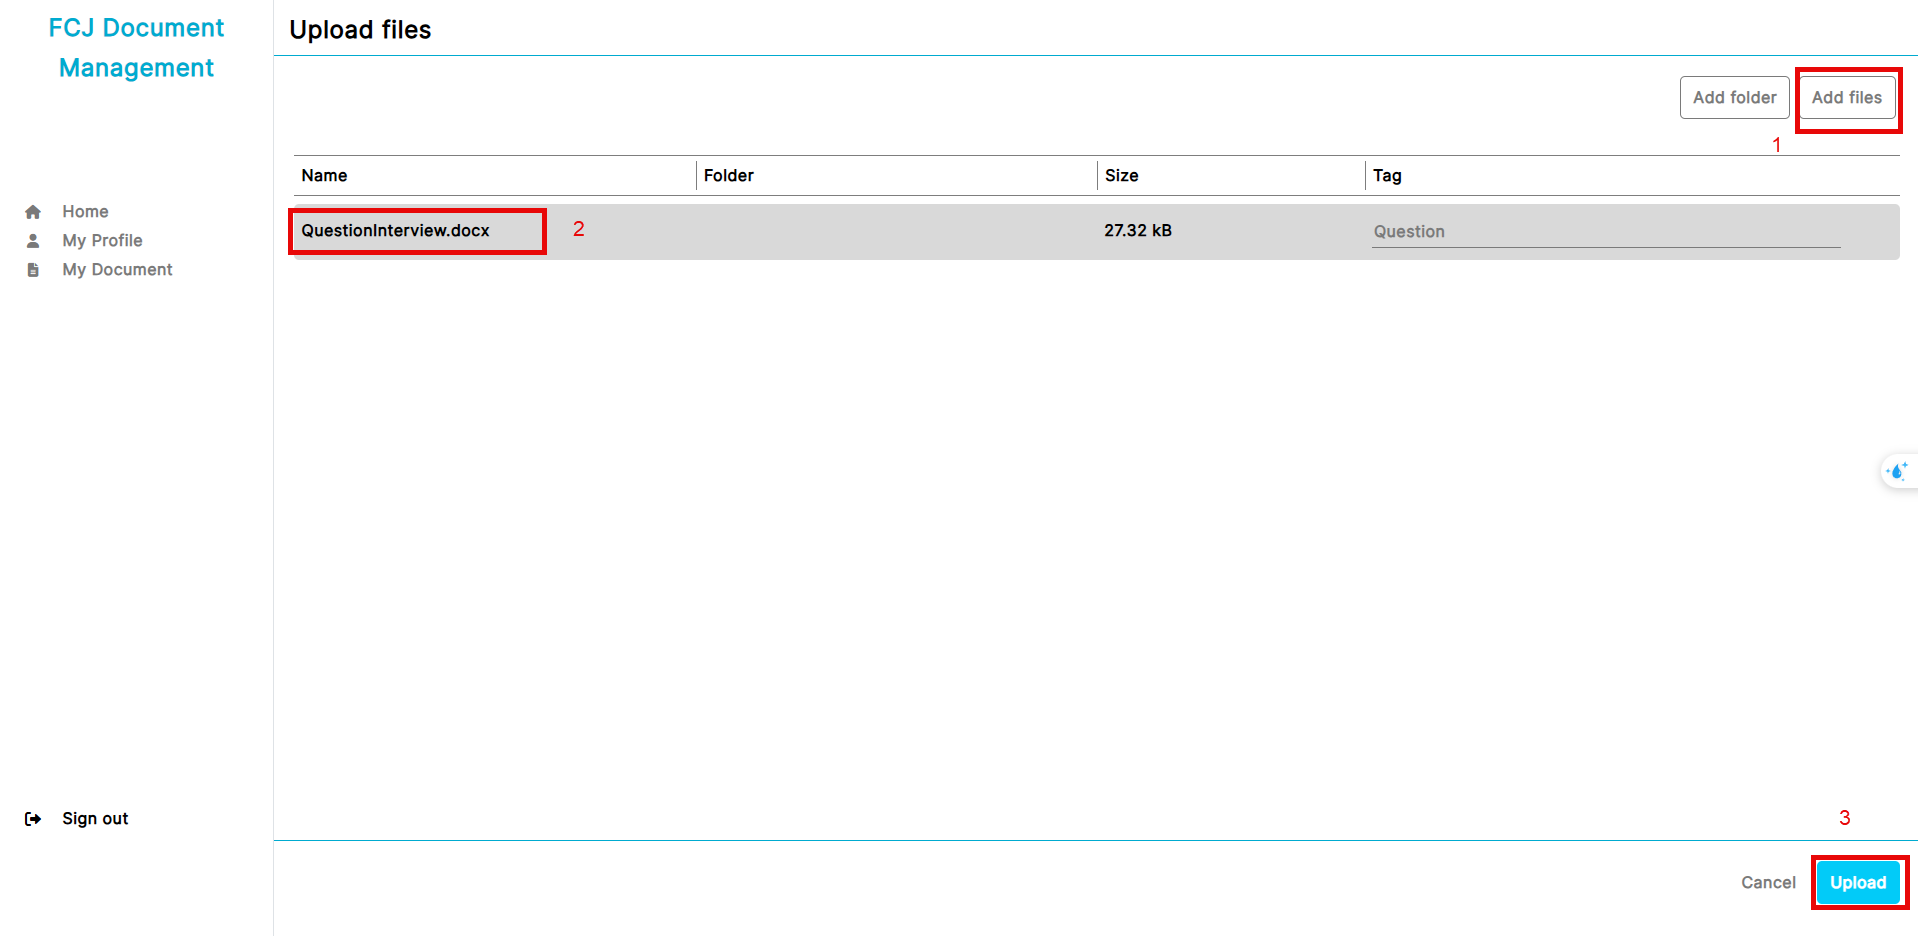 FCJ Document
Management
Upload files
Add folder
Add files
1
Name
Folder
Size
Tag
Home
My Profile
My Document
QuestionInterview.docx
2
27.32 kB
Question
Sign out
3
Cancel
Upload